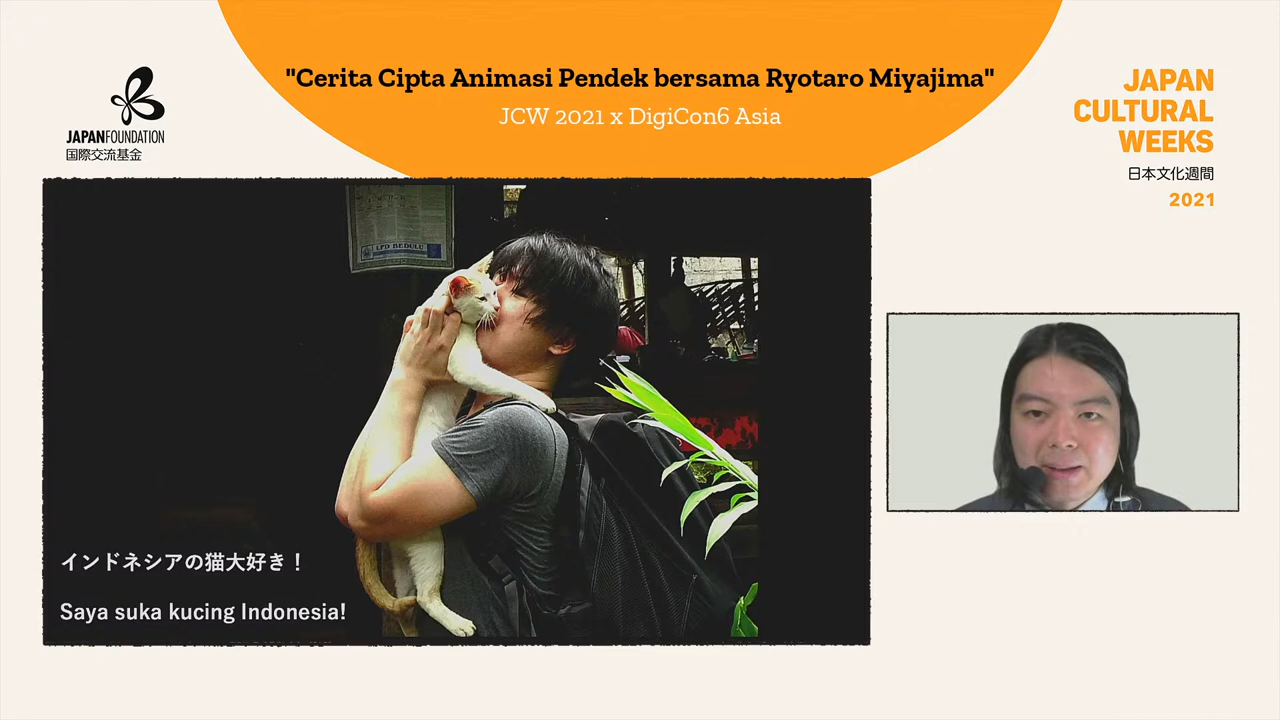 "Cerita Cipta Animasi Pendek bersama Ryotaro Miyajima"
JCW 2021 x DigiCon6 Asia
JAPANFOUNDATION
国際交流基金
JAPAN
CULTURAL
WEEKS
日本文化週間
2021
LPD BEDULU
インドネシアの猫大好き！
Saya suka kucing Indonesia!